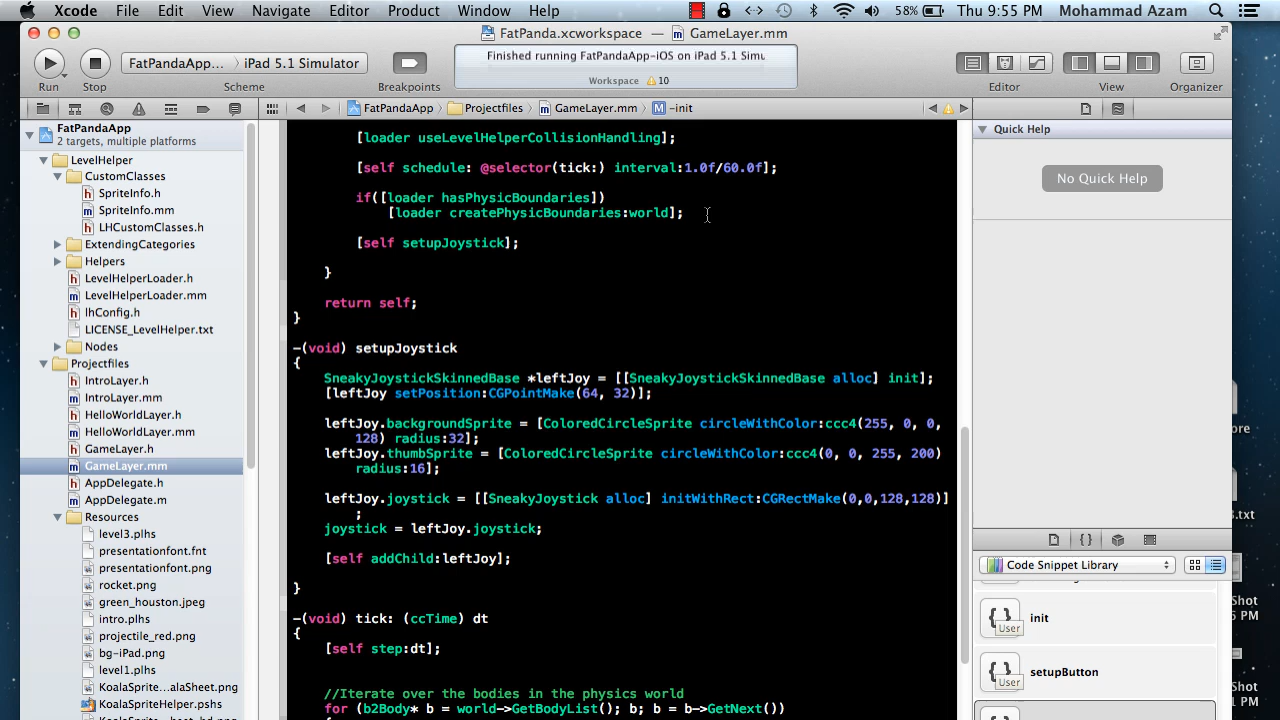 Xcode File Edit View Navigate Editor Product Window Help 58% Thu 9:55 PM Mohammad Azam
FatPanda.xcworkspace — GameLayer.mm
Run Stop FatPandaApp... iPad 5.1 Simulator
Scheme Breakpoints
Finished running FatPandaApp-iOS on iPad 5.1 Simu
Workspace 10
Editor View Organizer
FatPandaApp Projectfiles GameLayer.mm M -init
FatPandaApp
2 targets, multiple platforms
LevelHelper
CustomClasses
SpriteInfo.h
SpriteInfo.mm
LHCustomClasses.h
ExtendingCategories
Helpers
LevelHelperLoader.h
LevelHelperLoader.mm
lhConfig.h
LICENSE_LevelHelper.txt
Nodes
Projectfiles
IntroLayer.h
IntroLayer.mm
HelloWorldLayer.h
HelloWorldLayer.mm
GameLayer.h
GameLayer.mm
AppDelegate.h
AppDelegate.m
Resources
level3.plhs
presentationfont.fnt
presentationfont.png
rocket.png
green_houston.jpeg
intro.plhs
projectile_red.png
bg-iPad.png
level1.plhs
KoalaSprite...alaSheet.png
KoalaSpriteHelper.pshs
[loader useLevelHelperCollisionHandling];
[self schedule: @selector(tick:) interval:1.0f/60.0f];
if([loader hasPhysicBoundaries])
[loader createPhysicBoundaries:world];
[self setupJoystick];
}
return self;
}
-(void) setupJoystick
{
SneakyJoystickSkinnedBase *leftJoy = [[SneakyJoystickSkinnedBase alloc] init];
[leftJoy setPosition:CGPointMake(64, 32)];
leftJoy.backgroundSprite = [ColoredCircleSprite circleWithColor:ccc4(255, 0, 0,
128) radius:32];
leftJoy.thumbSprite = [ColoredCircleSprite circleWithColor:ccc4(0, 0, 255, 200)
radius:16];
leftJoy.joystick = [[SneakyJoystick alloc] initWithRect:CGRectMake(0,0,128,128)]
;
joystick = leftJoy.joystick;
[self addChild:leftJoy];
}
-(void) tick: (ccTime) dt
{
[self step:dt];
//Iterate over the bodies in the physics world
for (b2Body* b = world->GetBodyList(); b; b = b->GetNext())
Quick Help
No Quick Help
Code Snippet Library
{ } User init
{ } User setupButton